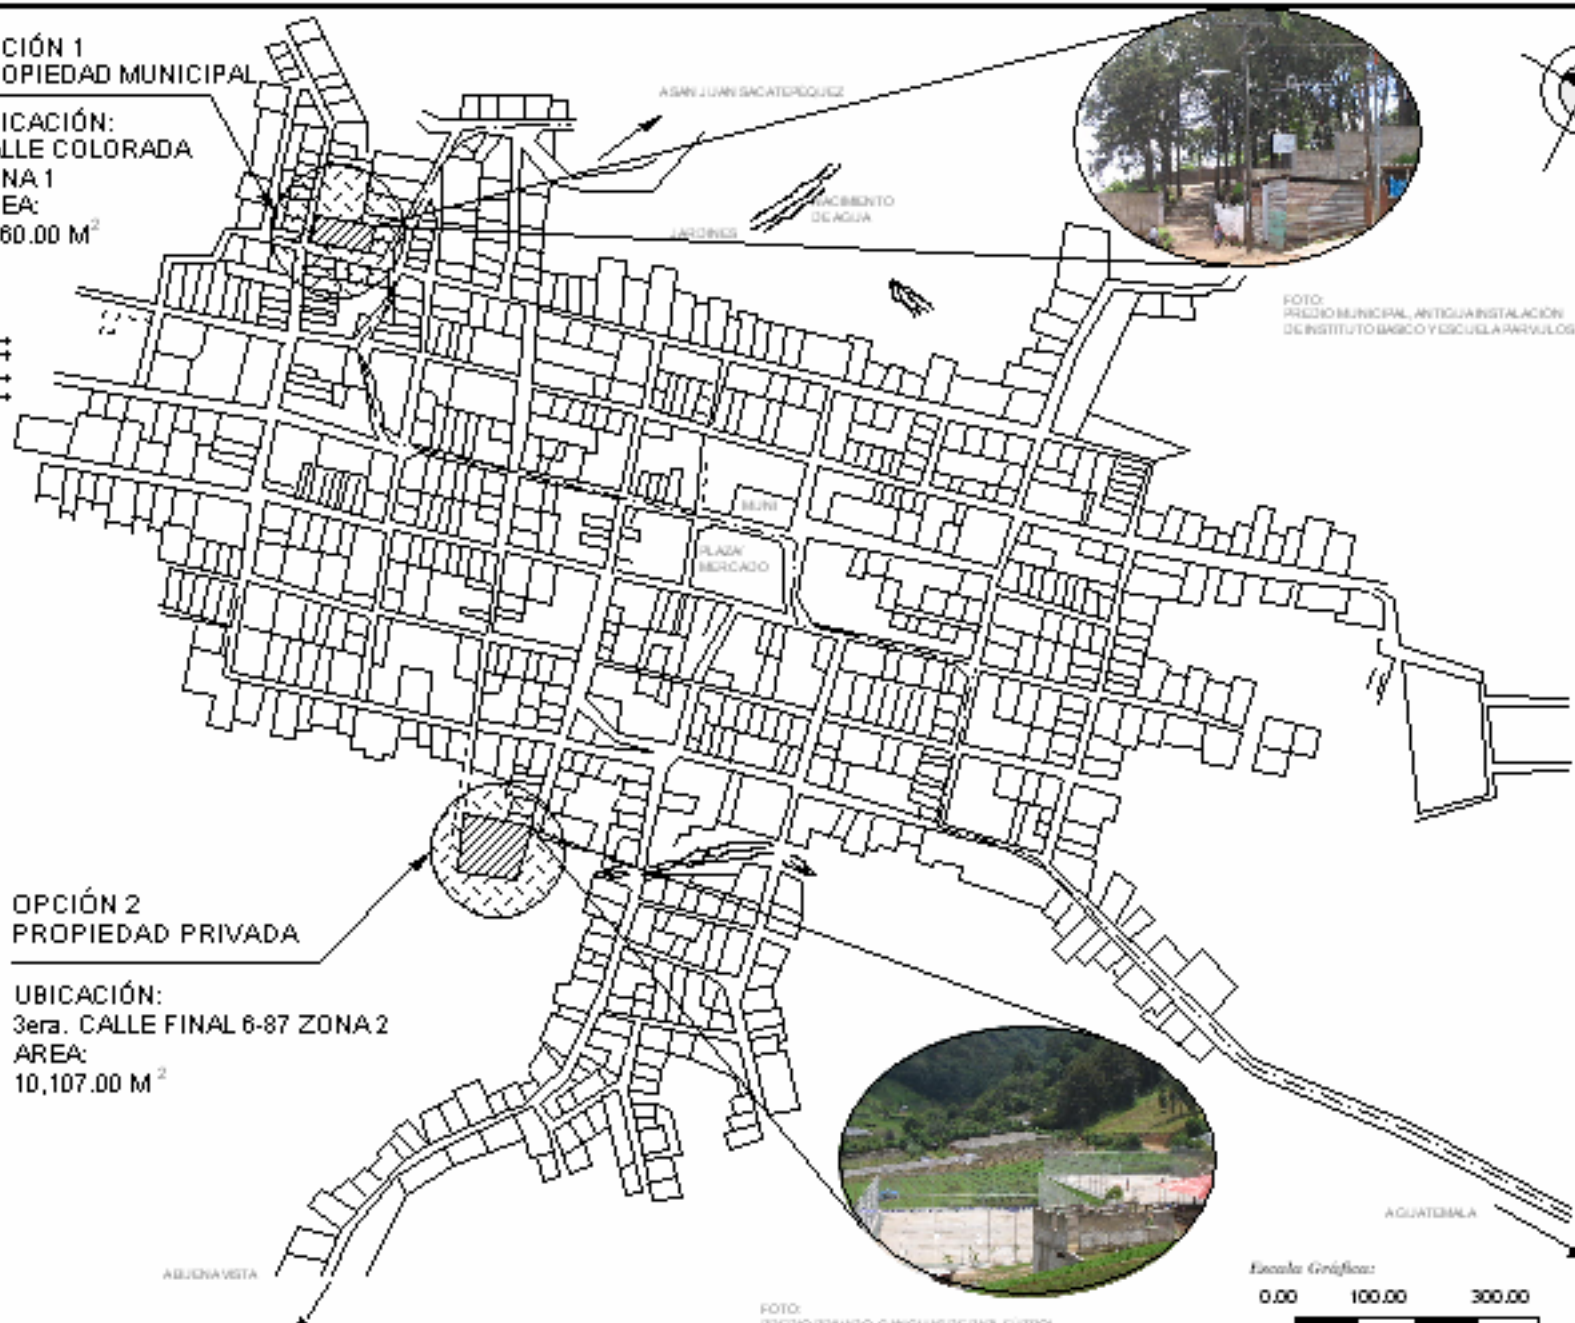 CIÓN 1
OPIEDAD MUNICIPAL
ICACIÓN:
LLE COLORADA
NA 1
EA:
60.00 M²
A SAN JUAN SACATEPEQUEZ
NACIMIENTO
DE AGUA
JARDINES
FOTO:
PREDIO MUNICIPAL, ANTIGUA INSTALACIÓN
DE INSTITUTO BASICO Y ESCUELA PARVULOS
MUNI
PLAZA/
MERCADO
OPCIÓN 2
PROPIEDAD PRIVADA
UBICACIÓN:
3era. CALLE FINAL 6-87 ZONA 2
AREA:
10,107.00 M²
A BUENA VISTA
A GUATEMALA
Escala Gráfica:
0.00 100.00 300.00
FOTO: